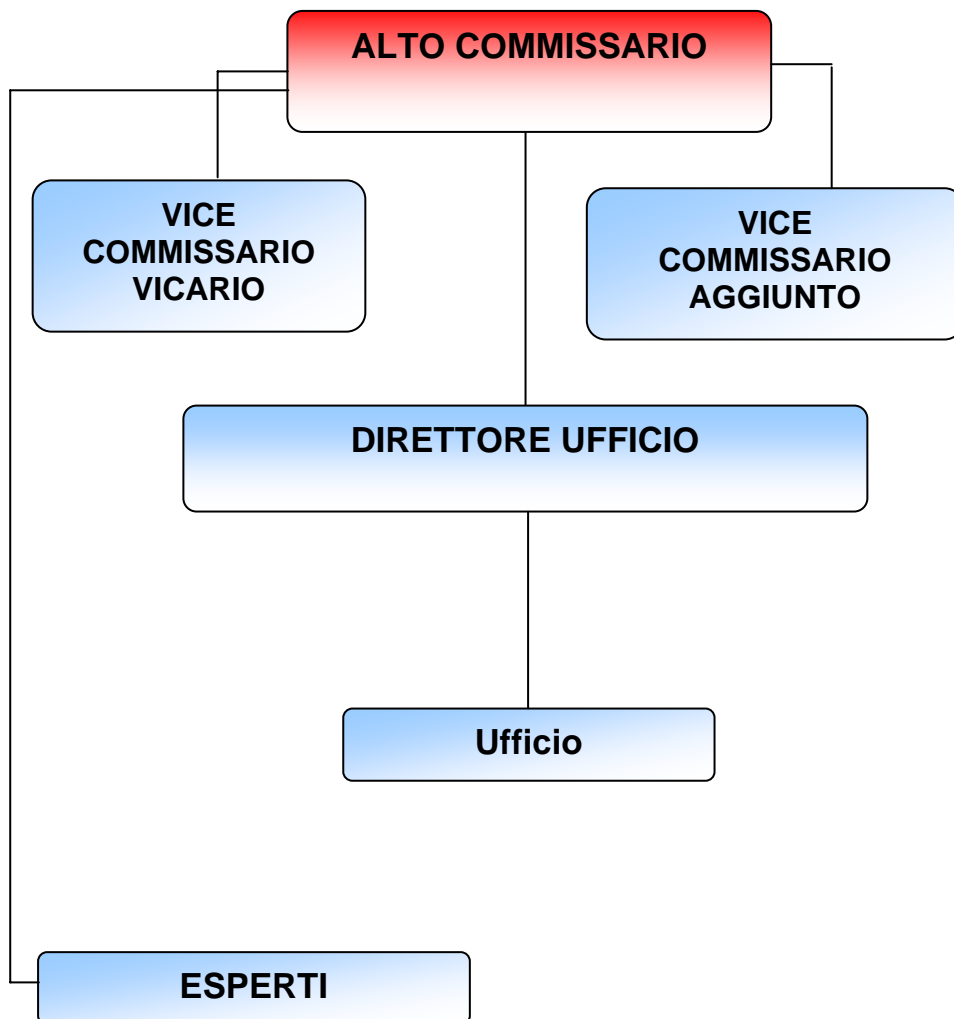 ALTO COMMISSARIO
VICE
COMMISSARIO
VICARIO
VICE
COMMISSARIO
AGGIUNTO
DIRETTORE UFFICIO
Ufficio
ESPERTI